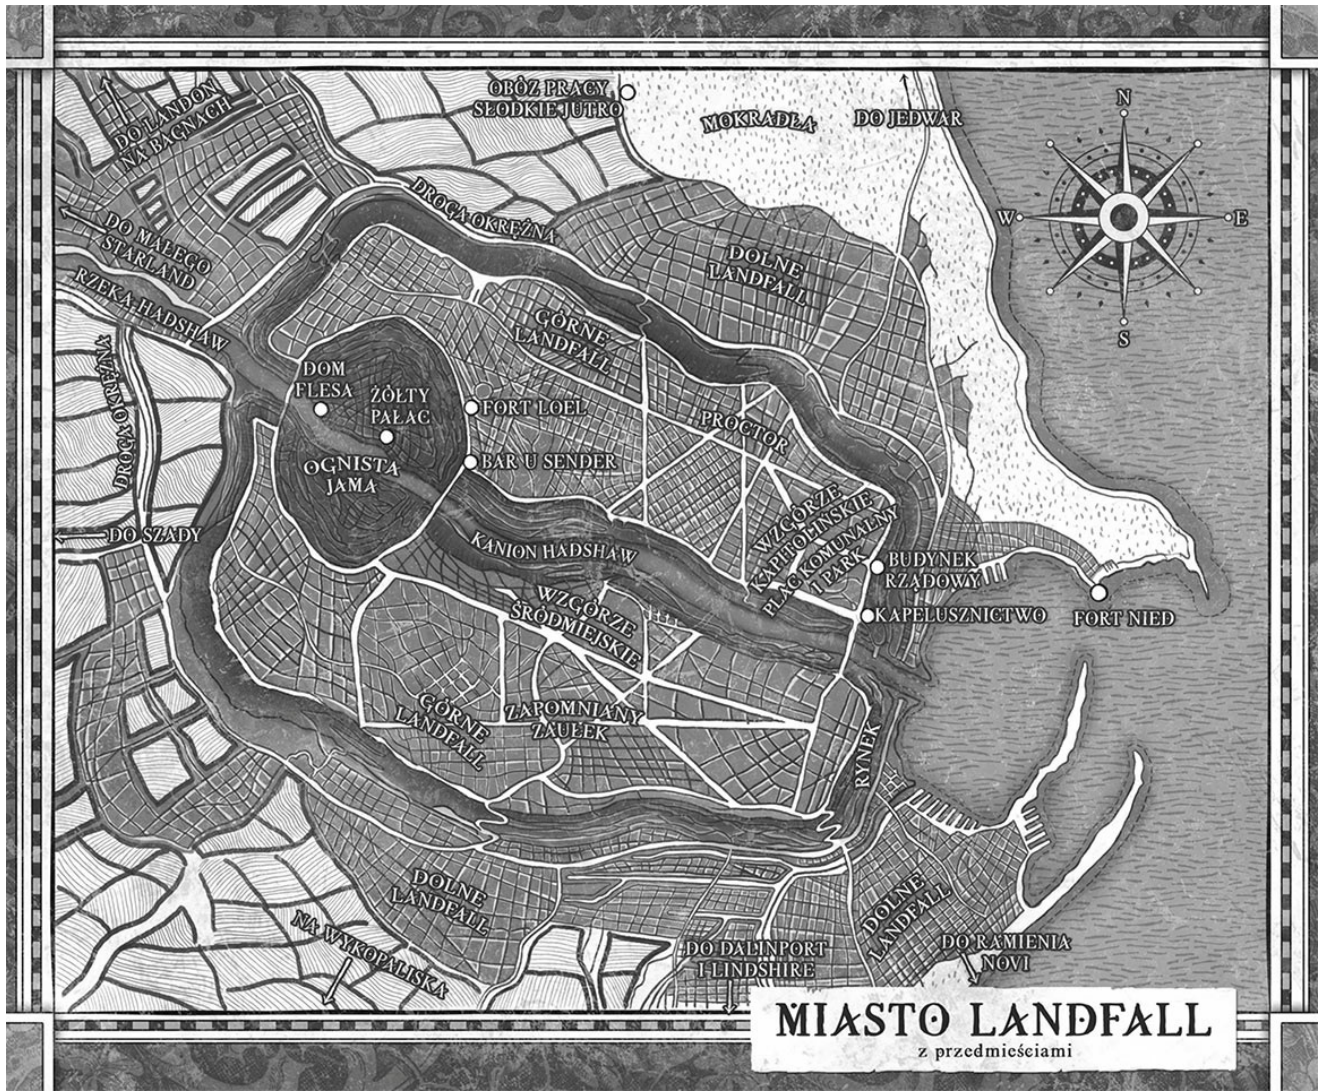 OBÓZ PRACY
SŁODKIE JUTRO
MOKRADŁA
DO JEDWAR
DO LANDON
NA BAGNACH
N
W
E
S
DROGA OKRĘŻNA
DO MAŁEGO
STARLAND
RZEKA HADSHAW
DOLNE
LANDFALL
GÓRNE
LANDFALL
DROGA OKRĘŻNA
DOM
FLESA
ŻÓŁTY
PAŁAC
FORT LOEL
PROCTOR
BAR U SENDER
OGNISTA
JAMA
DO SZADY
KANION HADSHAW
WZGÓRZE
KAPITOLIŃSKIE
PLAC KOMUNALNY
I PARK
BUDYNEK
RZĄDOWY
KAPELUSZNICTWO
FORT NIED
WZGÓRZE
ŚRÓDMIEJSKIE
GÓRNE
LANDFALL
ZAPOMNIANY
ZAUŁEK
RYNEK
DOLNE
LANDFALL
DOLNE
LANDFALL
NA WYKOPALISKA
DO DALINPORT
I LINDSHIRE
DO RAMIENIA
NOVI
MIASTO LANDFALL
z przedmieściami